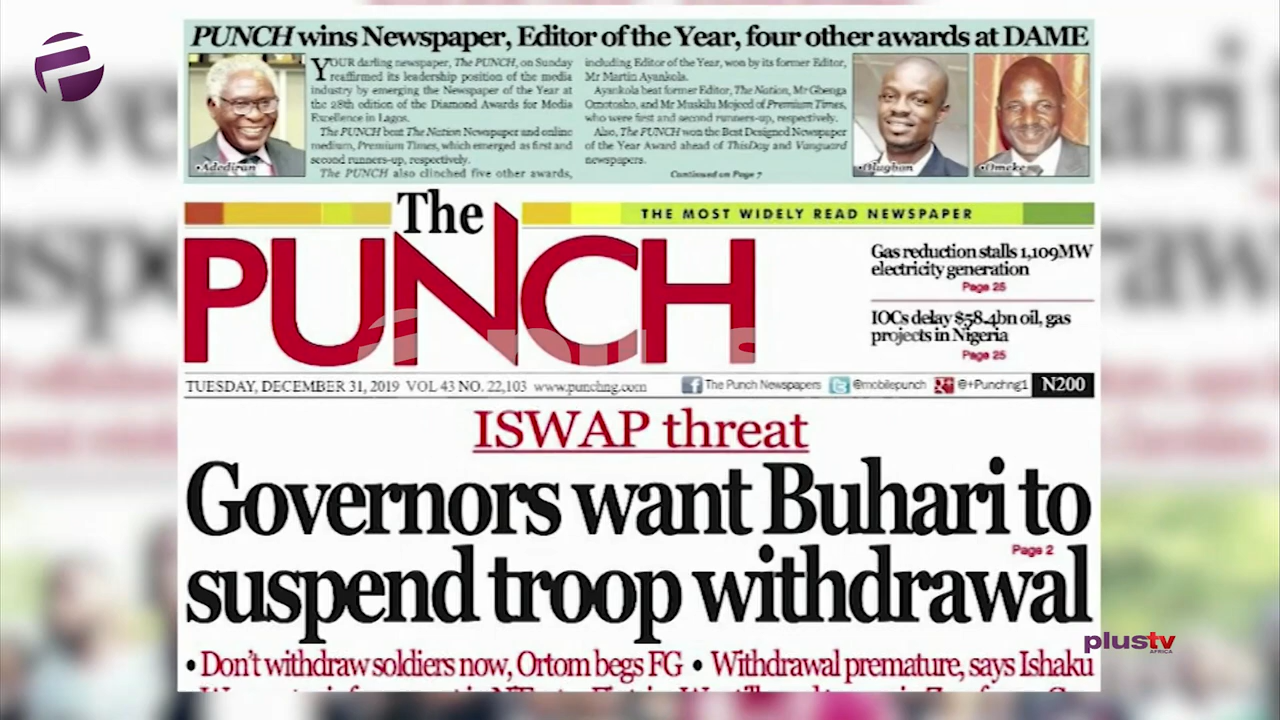 PUNCH wins Newspaper, Editor of the Year, four other awards at DAME
YOUR darling newspaper, The PUNCH, on Sunday
reaffirmed its leadership position of the media
industry by emerging the Newspaper of the Year at
the 28th edition of the Diamond Awards for Media
Excellence in Lagos.
The PUNCH beat The Nation Newspaper and online
medium, Premium Times, which emerged as first and
second runners-up, respectively.
The PUNCH also clinched five other awards,
including Editor of the Year, won by its former Editor,
Mr Martin Ayankola.
Ayankola beat former Editor, The Nation, Mr Gbenga
Omotosho, and Mr Musikilu Mojeed of Premium Times,
who were first and second runners-up, respectively.
Also, The PUNCH won the Best Designed Newspaper
of the Year Award ahead of ThisDay and Vanguard
newspapers.
Continued on Page 7
•Adediran
•Olugbon
•Omeke
The
PUNCH
THE MOST WIDELY READ NEWSPAPER
Gas reduction stalls 1,109MW
electricity generation
Page 25
IOCs delay $58.4bn oil, gas
projects in Nigeria
Page 25
TUESDAY, DECEMBER 31, 2019 VOL 43 NO. 22,103 www.punchng.com The Punch Newspapers @mobilepunch @+Punchng1 N200
ISWAP threat
Governors want Buhari to
Page 2
suspend troop withdrawal
• Don't withdraw soldiers now, Ortom begs FG • Withdrawal premature, says Ishaku
plustv
AFRICA